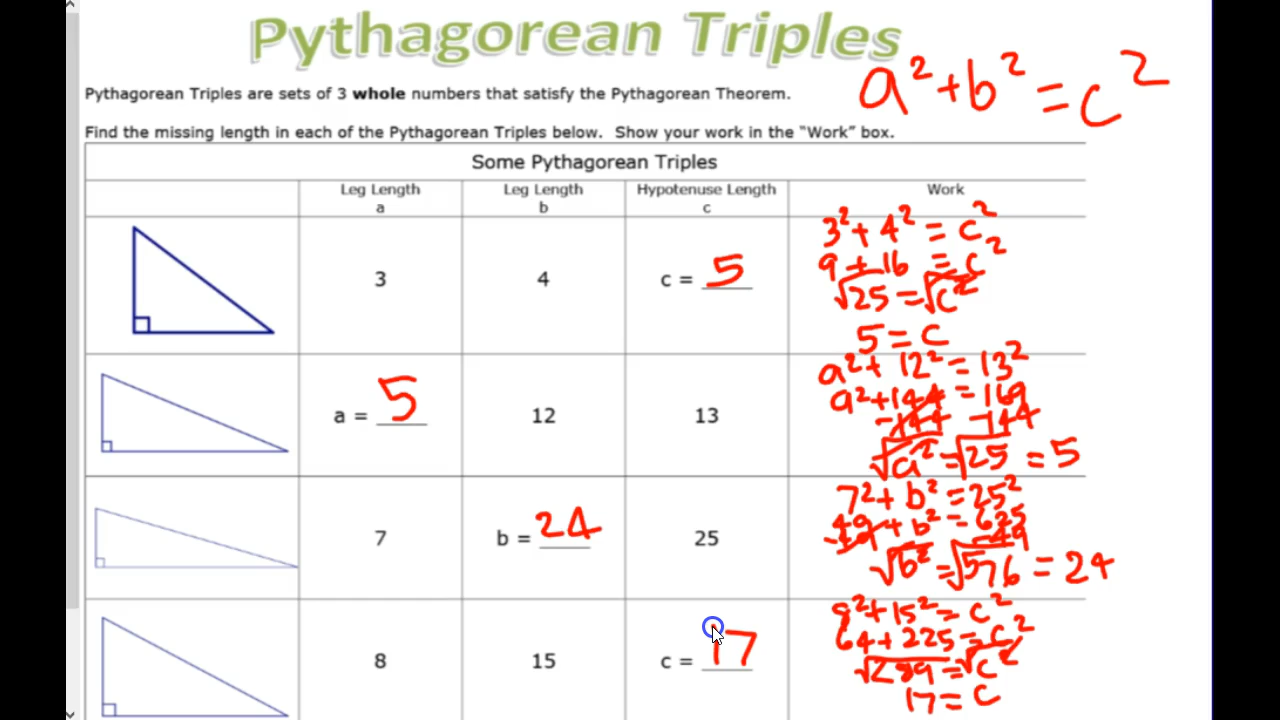 Pythagorean Triples
a² + b² = c²
Pythagorean Triples are sets of 3 whole numbers that satisfy the Pythagorean Theorem.
Find the missing length in each of the Pythagorean Triples below. Show your work in the “Work” box.
Some Pythagorean Triples
Leg Length a
Leg Length b
Hypotenuse Length c
Work
3
4
c = 5
3² + 4² = c²
9 + 16 = c²
√25 = √c²
5 = c
a = 5
12
13
a² + 12² = 13²
a² + 144 = 169
-144 -144
√a² = √25 = 5
7
b = 24
25
7² + b² = 25²
49 + b² = 625
-49 -49
√b² = √576 = 24
8
15
c = 17
8² + 15² = c²
64 + 225 = c²
√289 = √c²
17 = c